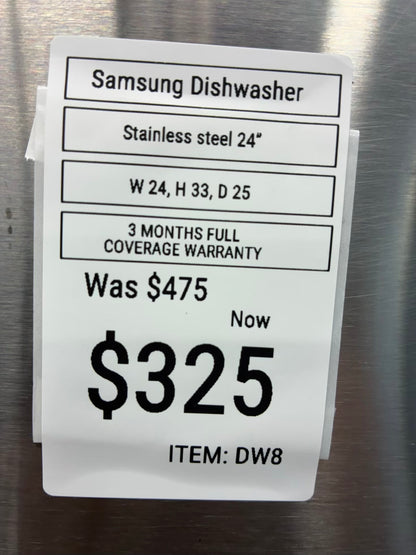 Samsung Dishwasher
Stainless steel 24"
W 24, H 33, D 25
3 MONTHS FULL
COVERAGE WARRANTY
Was $475
Now
$325
ITEM: DW8